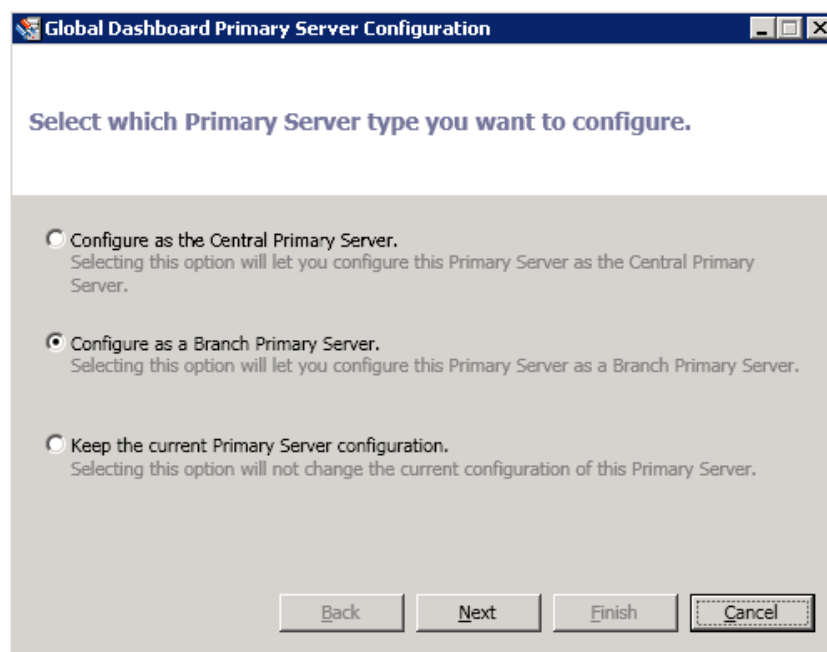 Global Dashboard Primary Server Configuration
Select which Primary Server type you want to configure.
Configure as the Central Primary Server.
Selecting this option will let you configure this Primary Server as the Central Primary
Server.
Configure as a Branch Primary Server.
Selecting this option will let you configure this Primary Server as a Branch Primary Server.
Keep the current Primary Server configuration.
Selecting this option will not change the current configuration of this Primary Server.
Back Next Finish Cancel